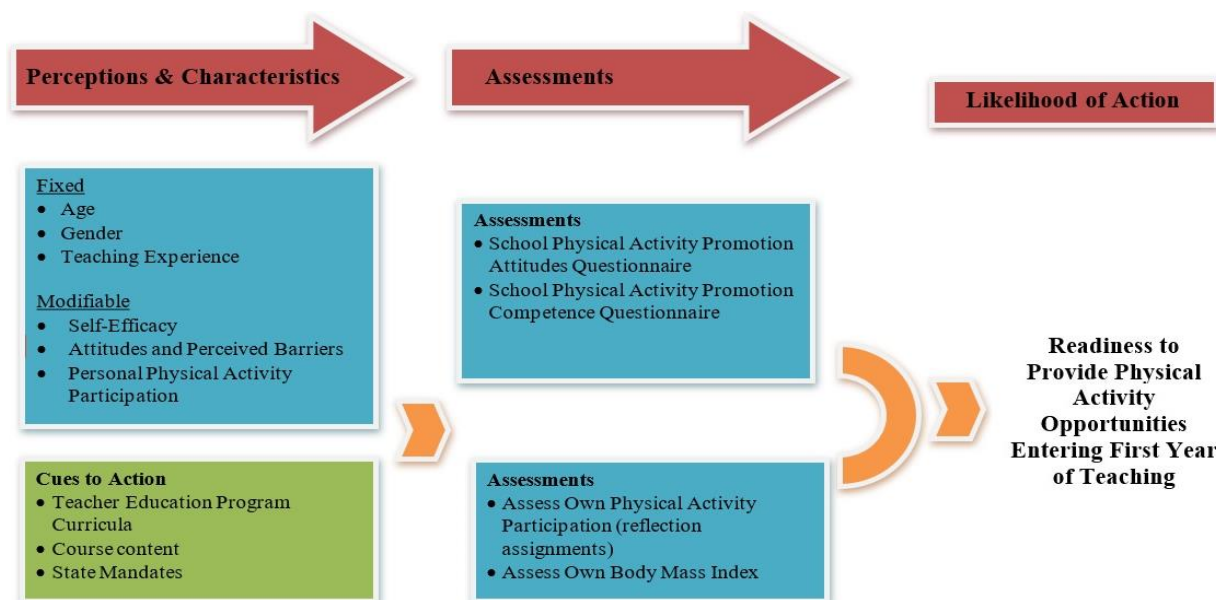 Perceptions & Characteristics
Assessments
Likelihood of Action
Fixed
• Age
• Gender
• Teaching Experience
Modifiable
• Self-Efficacy
• Attitudes and Perceived Barriers
• Personal Physical Activity
Participation
Cues to Action
• Teacher Education Program
Curricula
• Course content
• State Mandates
Assessments
• School Physical Activity Promotion
Attitudes Questionnaire
• School Physical Activity Promotion
Competence Questionnaire
Assessments
• Assess Own Physical Activity
Participation (reflection
assignments)
• Assess Own Body Mass Index
Readiness to
Provide Physical
Activity
Opportunities
Entering First Year
of Teaching